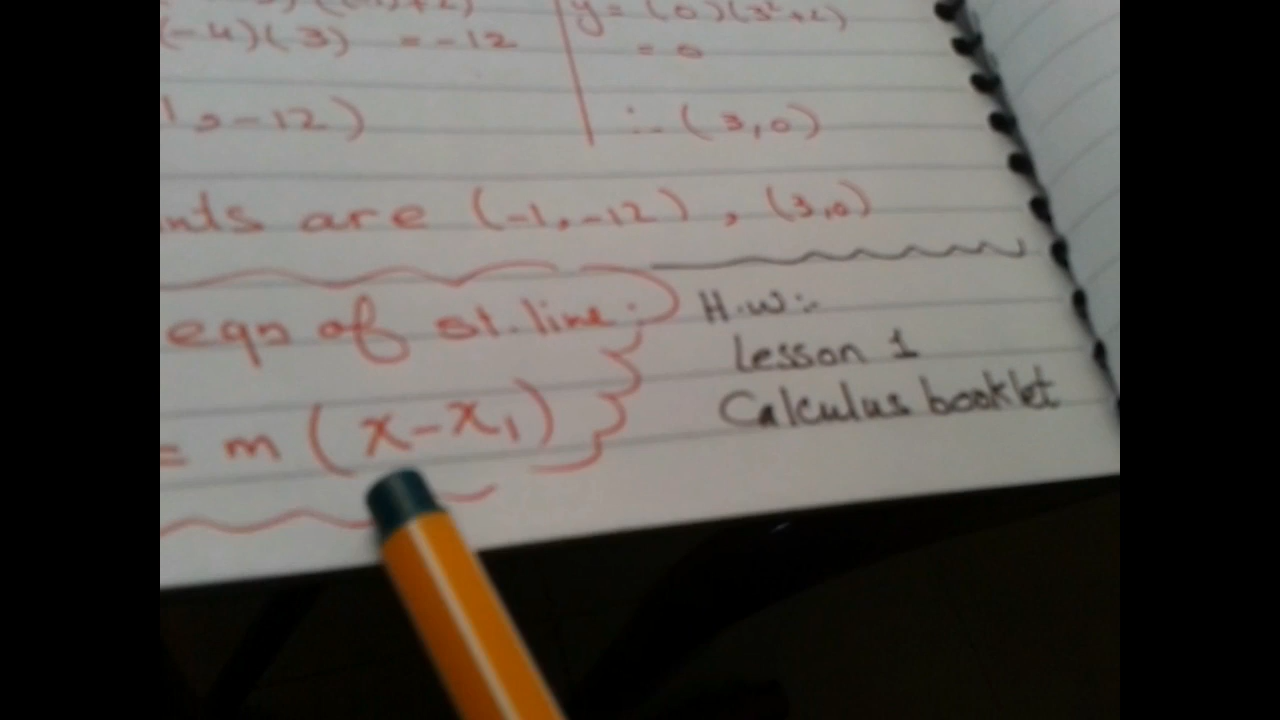 y = (0)(3²+2)
(-4)(3) = -12
= 0
, -12)
∴ (3,0)
nts are (-1,-12) , (3,0)
eqn of st. line:
= m (x-x₁)
H.W:-
Lesson 1
Calculus booklet